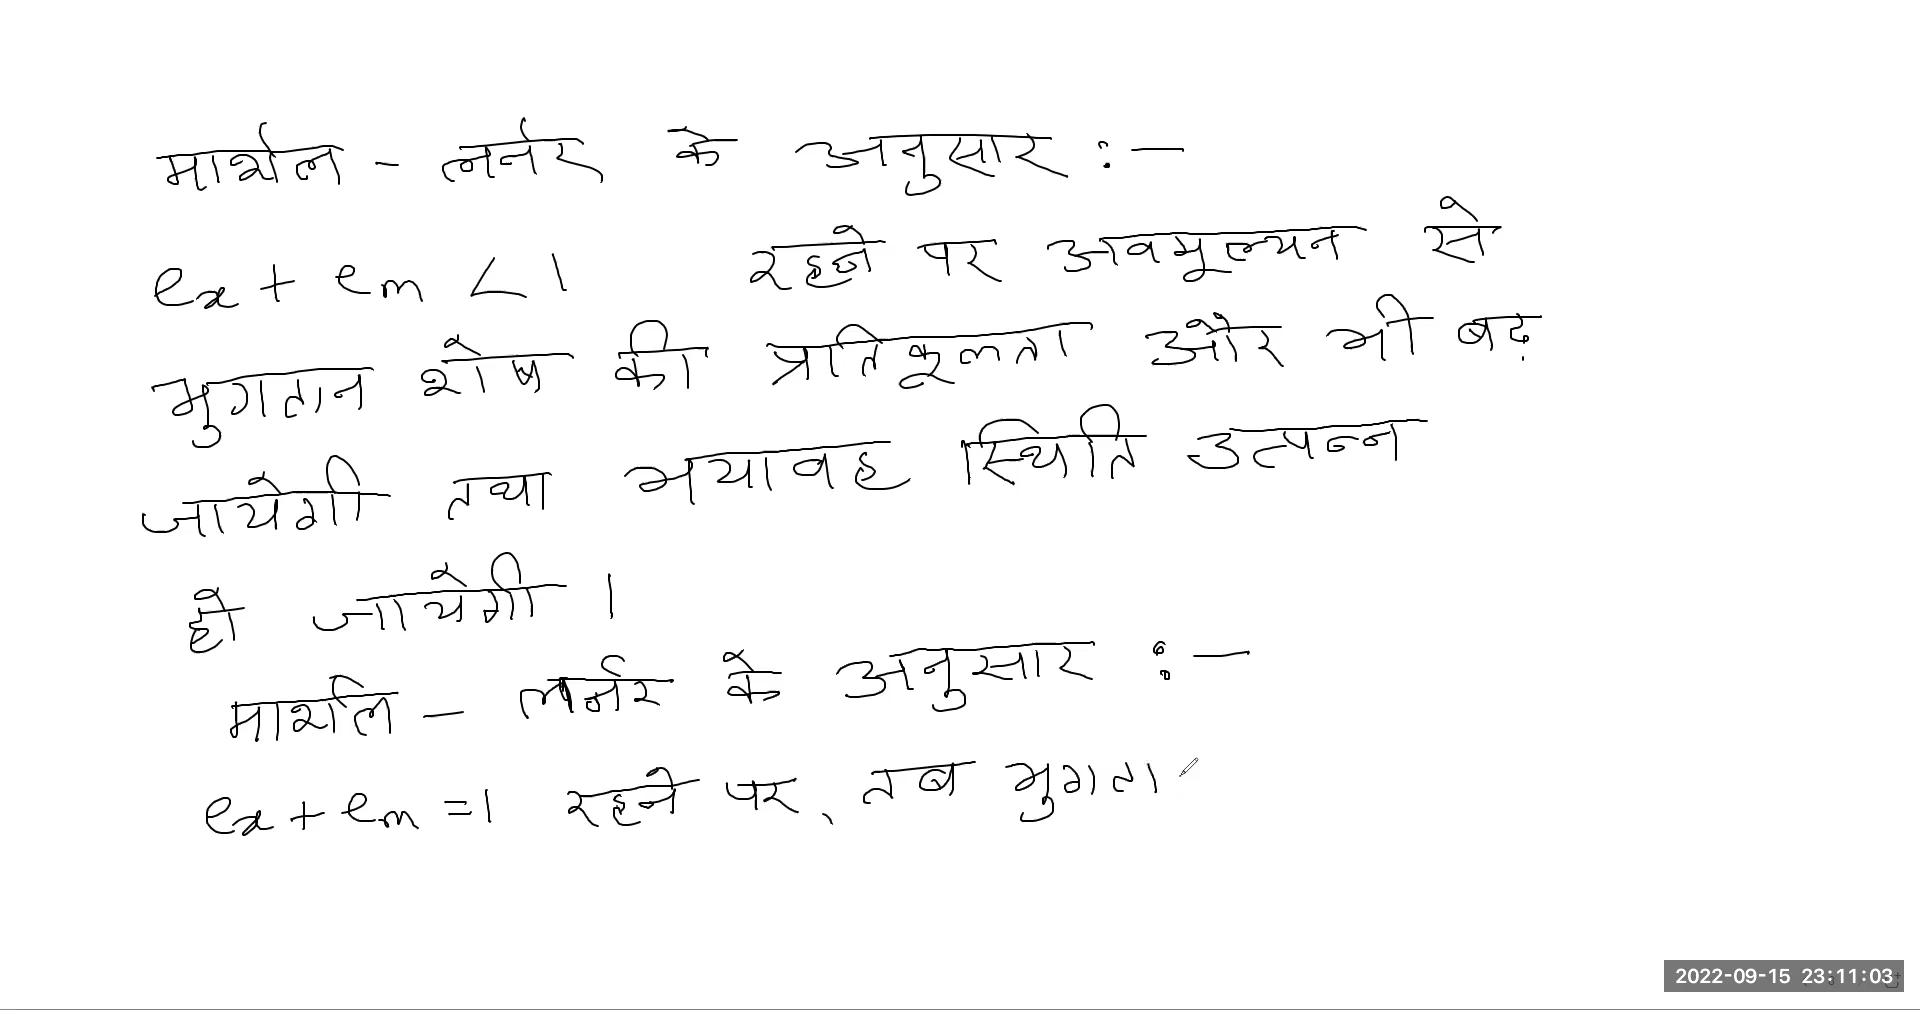 मार्शल - लर्नर के अनुसार :-
ex + em < 1 रहने पर अवमूल्यन से
भुगतान शेष की प्रतिकूलता और भी बढ़
जायेगी तथा भयावह स्थिति उत्पन्न
हो जायेगी ।
मार्शल - लर्नर के अनुसार :-
ex + em = 1 रहने पर, तब भुगता
2022-09-15 23:11:03